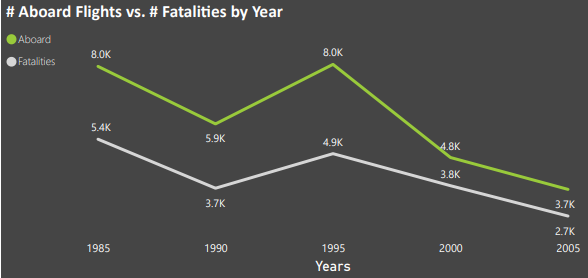 # Aboard Flights vs. # Fatalities by Year
Aboard
Fatalities
8.0K
5.9K
8.0K
4.8K
3.7K
5.4K
3.7K
4.9K
3.8K
2.7K
1985 1990 1995 2000 2005
Years